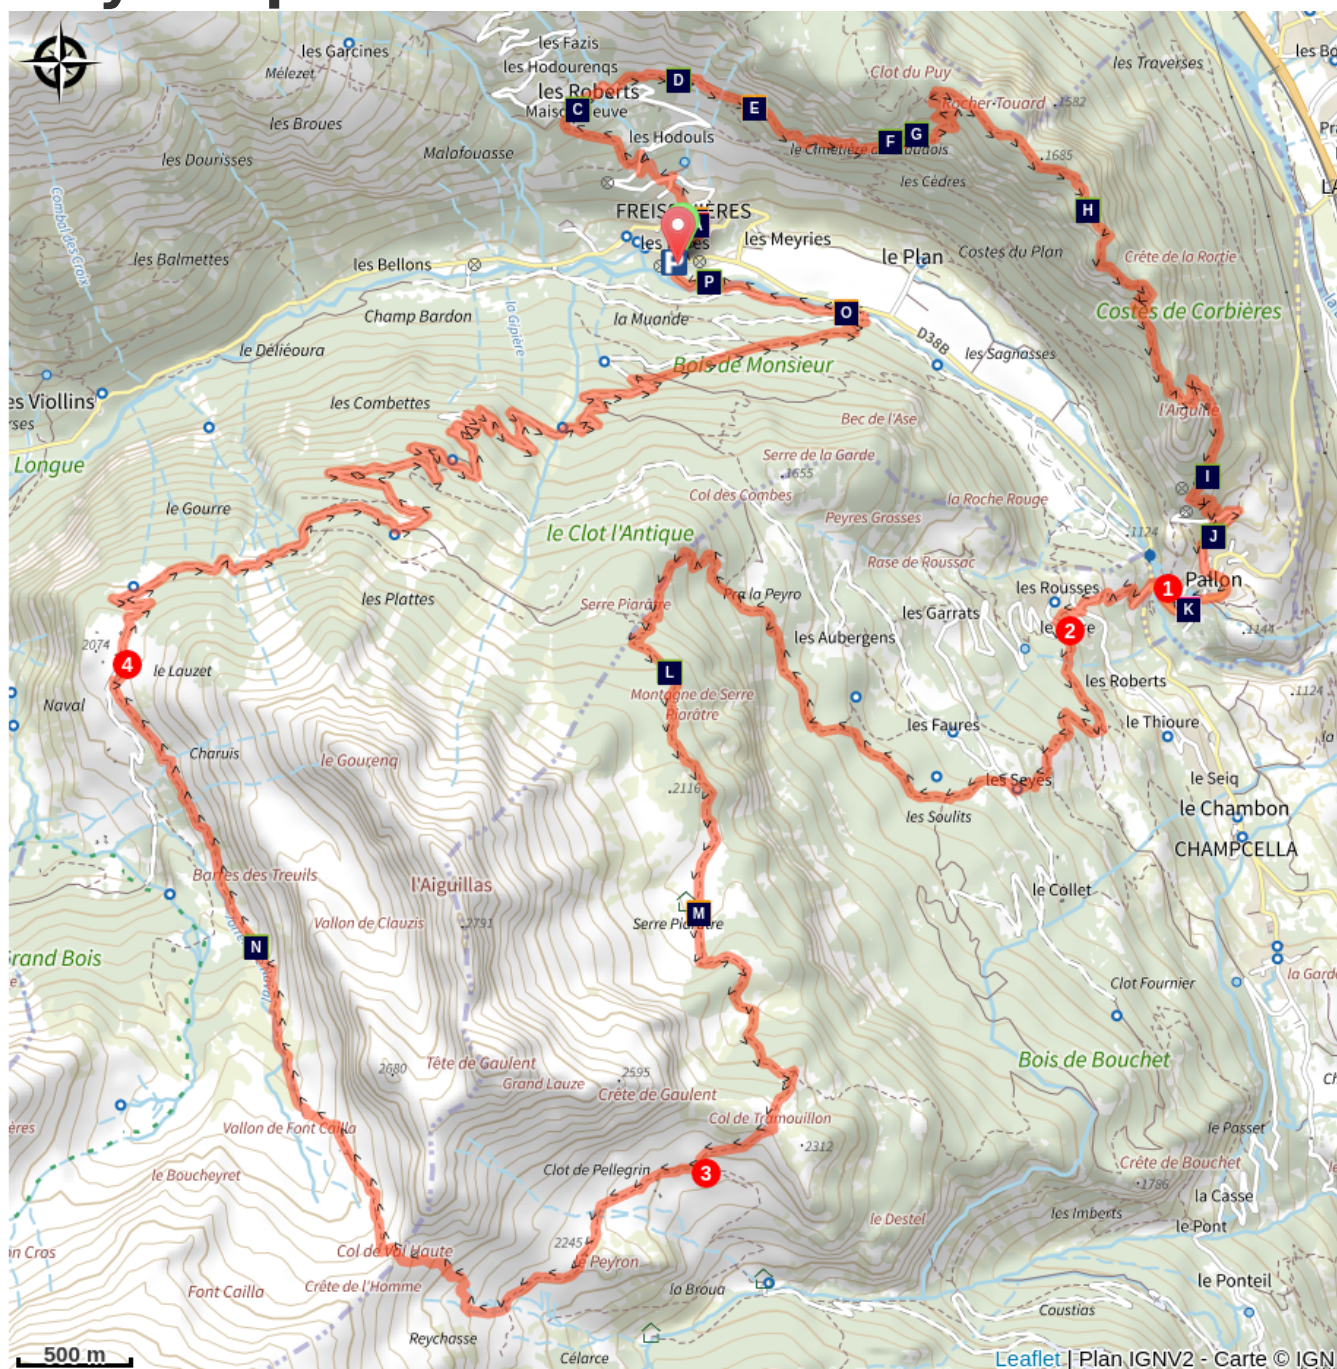 les Garcines
les Fazis
les Hodourenqs
Mélezet
les Roberts
D
C
E
les Broues
les Hodouls
Malafouasse
les Dourisses
Combal des Croix
Clot du Puy
les Traverses
Rocher Touard
1582
F
G
1685
les Cèdres
H
A
les Meyries
le Plan
Costes du Plan
Crête de la Rortie
les Balmettes
les Bellons
P
Champ Bardon
la Gipière
la Muande
O
D38B
Costes de Corbières
les Sagnasses
le Déliéoura
Bois de Monsieur
les Combettes
Bec de l'Ase
l'Aiguille
Longue
Serre de la Garde
1655
Col des Combes
la Roche Rouge
I
le Gourre
Peyres Grosses
le Clot l'Antique
1124
J
Rase de Roussac
les Rousses
1
Pallon
les Plattes
Serre Piarâtre
Pra la Peyro
les Garrats
K
2
les Aubergens
1144
2074
4
le Lauzet
L
Montagne de Serre
Piarâtre
les Roberts
1124
Naval
les Faures
le Thioure
Charuis
le Gourenq
2116
les Seyes
le Seiq
les Soulits
le Chambon
CHAMPCELLA
Barres des Treuils
l'Aiguillas
le Collet
Vallon de Clauzis
2791
M
Serre Piarâtre
N
Clot Fournier
Tête de Gaulent
2680
Grand Lauze
2595
Crête de Gaulent
Bois de Bouchet
Col de Tramouillon
Vallon de Font Cailla
2312
le Passet
le Boucheyret
Clot de Pellegrin
3
Crête de Bouchet
1786
la Casse
le Destel
les Imberts
le Pont
2245
le Peyron
Col de Val Haute
Font Cailla
Crête de l'Homme
la Broua
le Ponteil
Coustias
Reychasse
Célarce
500 m
Leaflet | Plan IGNV2 - Carte © IGN